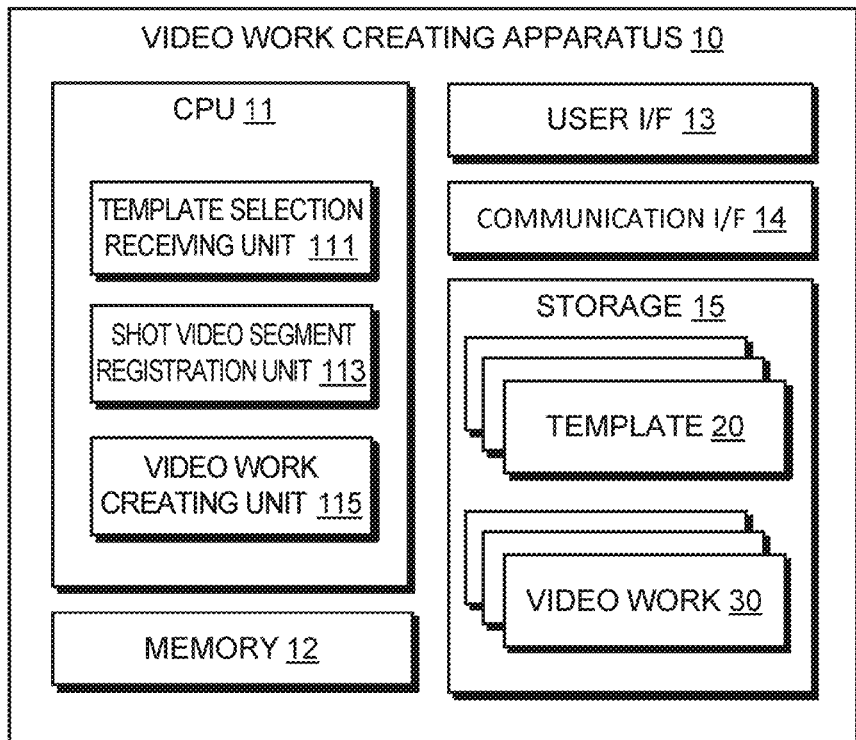 VIDEO WORK CREATING APPARATUS 10
CPU 11
TEMPLATE SELECTION
RECEIVING UNIT 111
SHOT VIDEO SEGMENT
REGISTRATION UNIT 113
VIDEO WORK
CREATING UNIT 115
MEMORY 12
USER I/F 13
COMMUNICATION I/F 14
STORAGE 15
TEMPLATE 20
VIDEO WORK 30